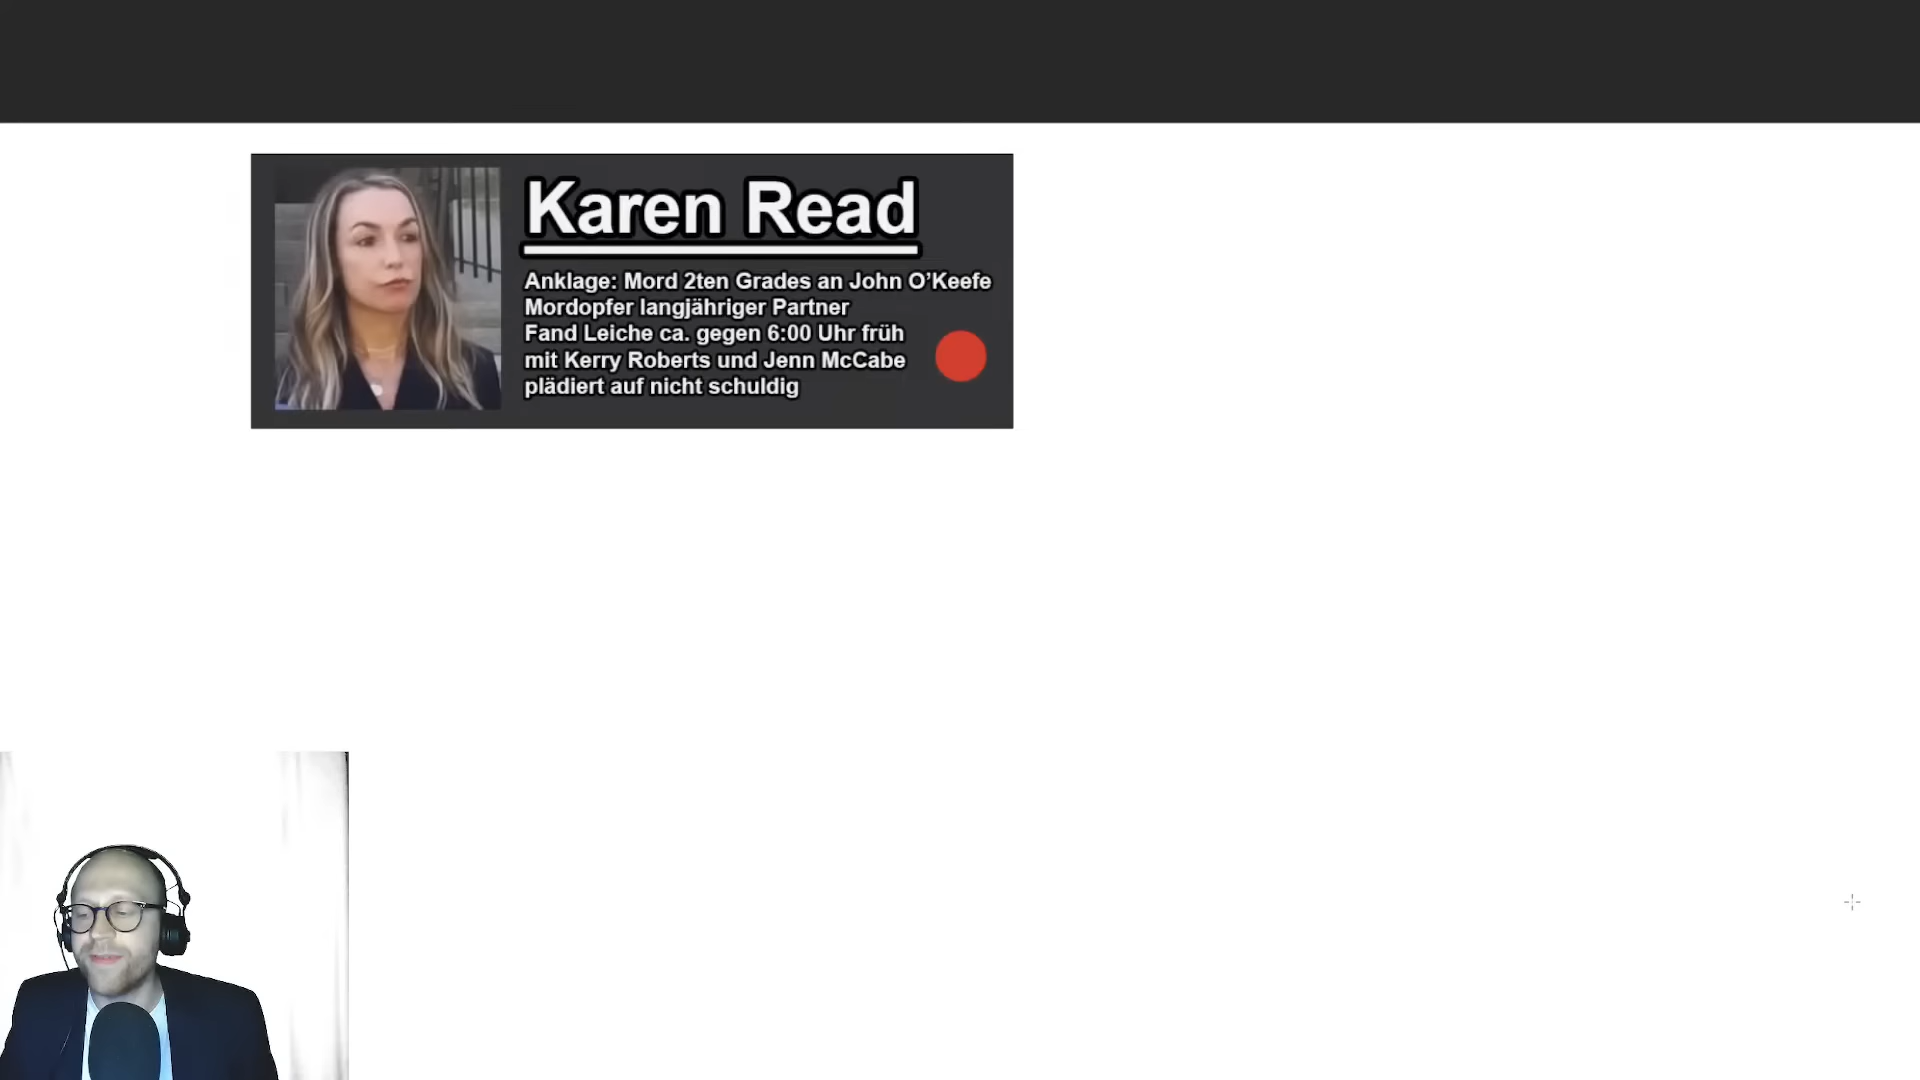 Karen Read
Anklage: Mord 2ten Grades an John O’Keefe
Mordopfer langjähriger Partner
Fand Leiche ca. gegen 6:00 Uhr früh
mit Kerry Roberts und Jenn McCabe
plädiert auf nicht schuldig